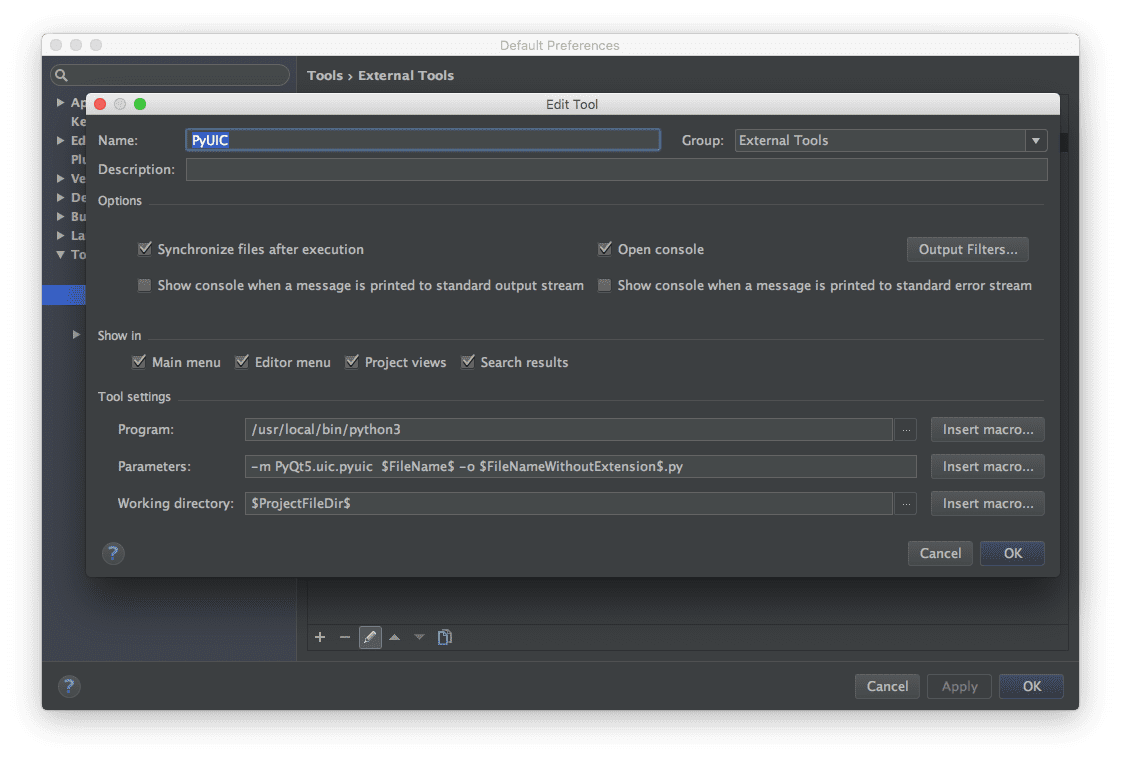 Default Preferences
Tools › External Tools
Ap
Edit Tool
Ke
Ed
Name: PyUIC Group: External Tools
Plu
Description:
Ve
De
Options
Bu
La
Synchronize files after execution Open console Output Filters...
To
Show console when a message is printed to standard output stream Show console when a message is printed to standard error stream
Show in
Main menu Editor menu Project views Search results
Tool settings
Program: /usr/local/bin/python3 ... Insert macro...
Parameters: -m PyQt5.uic.pyuic $FileName$ -o $FileNameWithoutExtension$.py Insert macro...
Working directory: $ProjectFileDir$ ... Insert macro...
? Cancel OK
? Cancel Apply OK